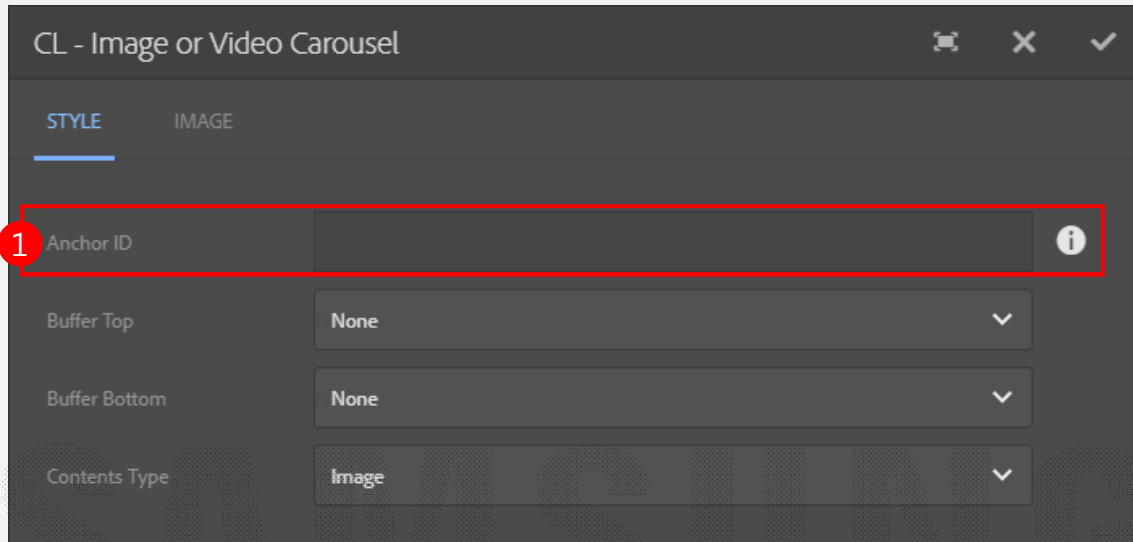 CL - Image or Video Carousel
STYLE IMAGE
1 Anchor ID
Buffer Top None
Buffer Bottom None
Contents Type Image
SAMSUNG